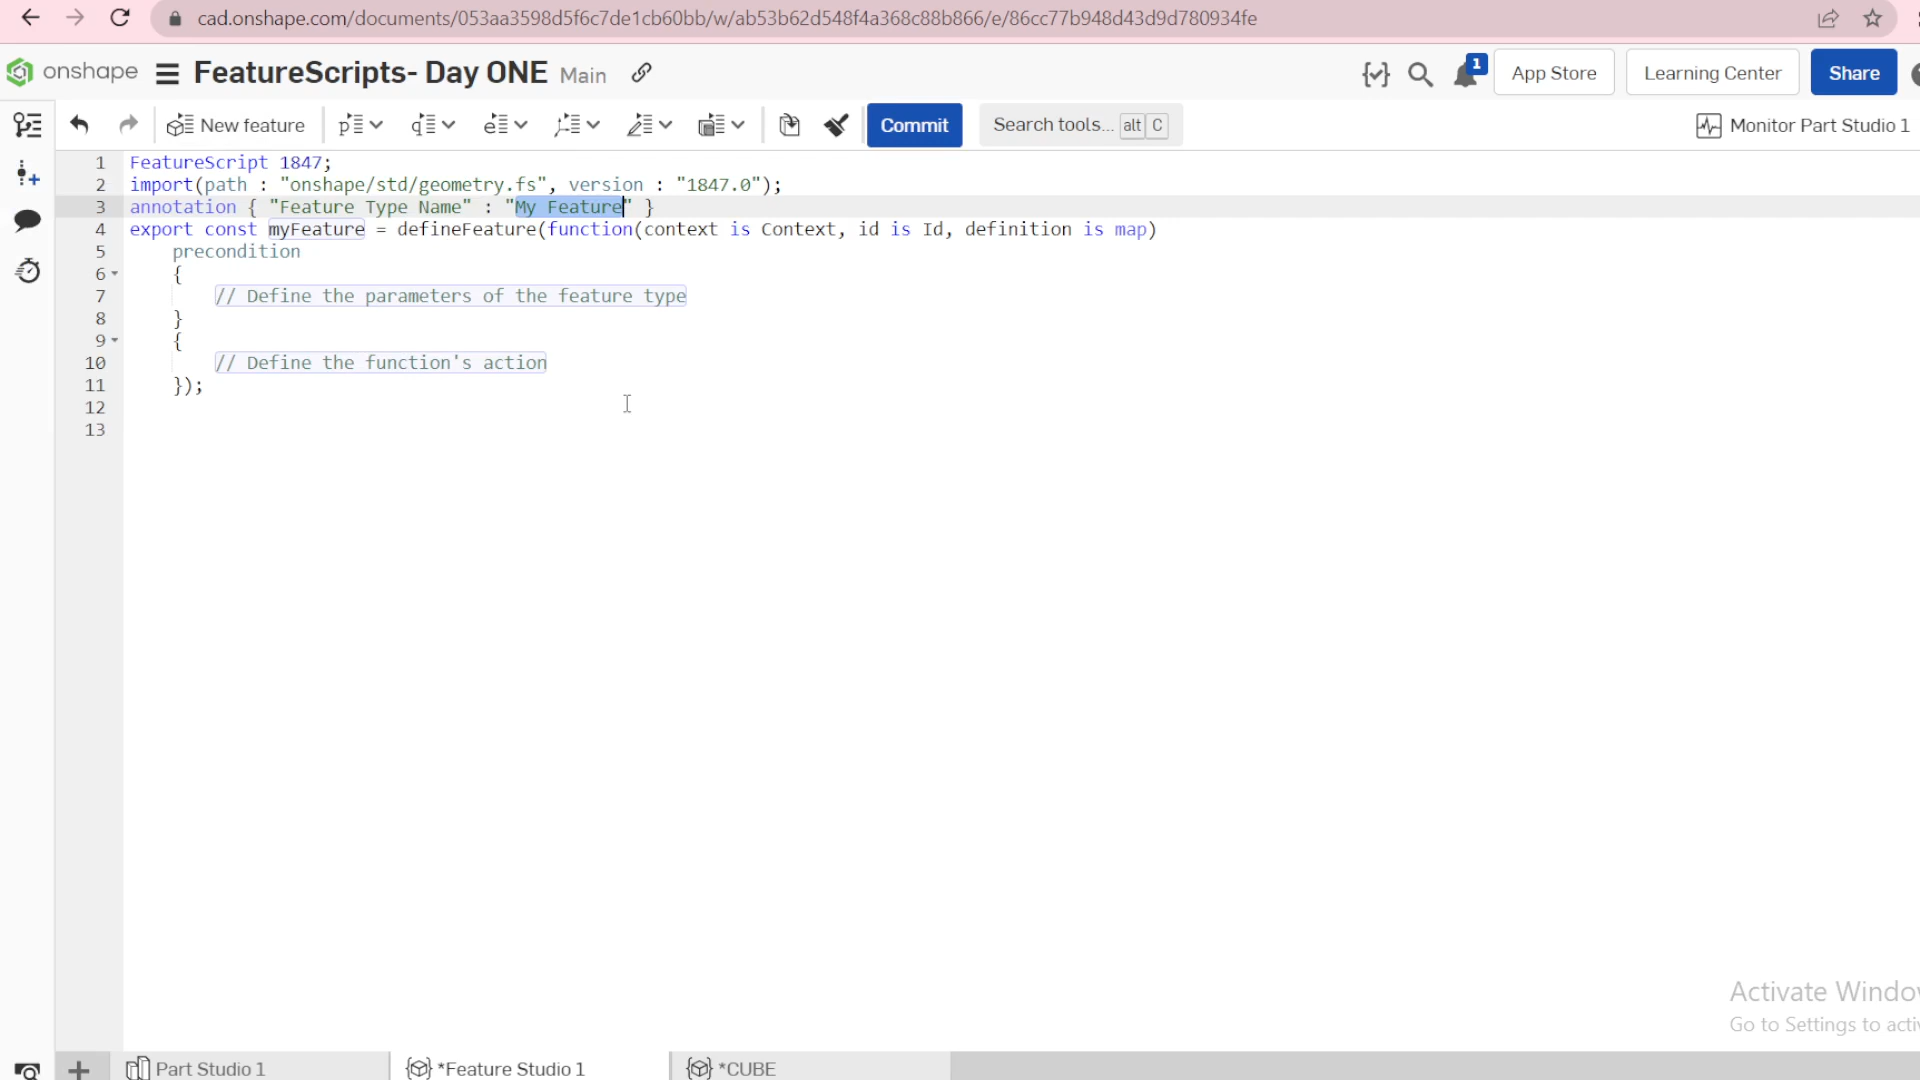 cad.onshape.com/documents/053aa3598d5f6c7de1cb60bb/w/ab53b62d548f4a368c88b866/e/86cc77b948d43d9d780934fe
onshape FeatureScripts- Day ONE Main 1 App Store Learning Center Share
New feature Commit Search tools... alt C Monitor Part Studio 1
1 FeatureScript 1847;
2 import(path : "onshape/std/geometry.fs", version : "1847.0");
3 annotation { "Feature Type Name" : "My Feature" }
4 export const myFeature = defineFeature(function(context is Context, id is Id, definition is map)
5 precondition
6 {
7 // Define the parameters of the feature type
8 }
9 {
10 // Define the function's action
11 });
12
13
Activate Windo
Go to Settings to acti
Part Studio 1 *Feature Studio 1 *CUBE